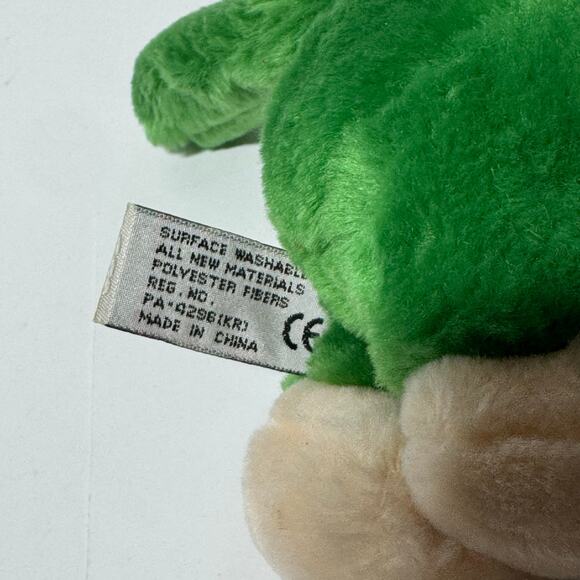 SURFACE WASHABLE
ALL NEW MATERIALS
POLYESTER FIBERS
REG. NO.
PA-4296(KR)
MADE IN CHINA
CE